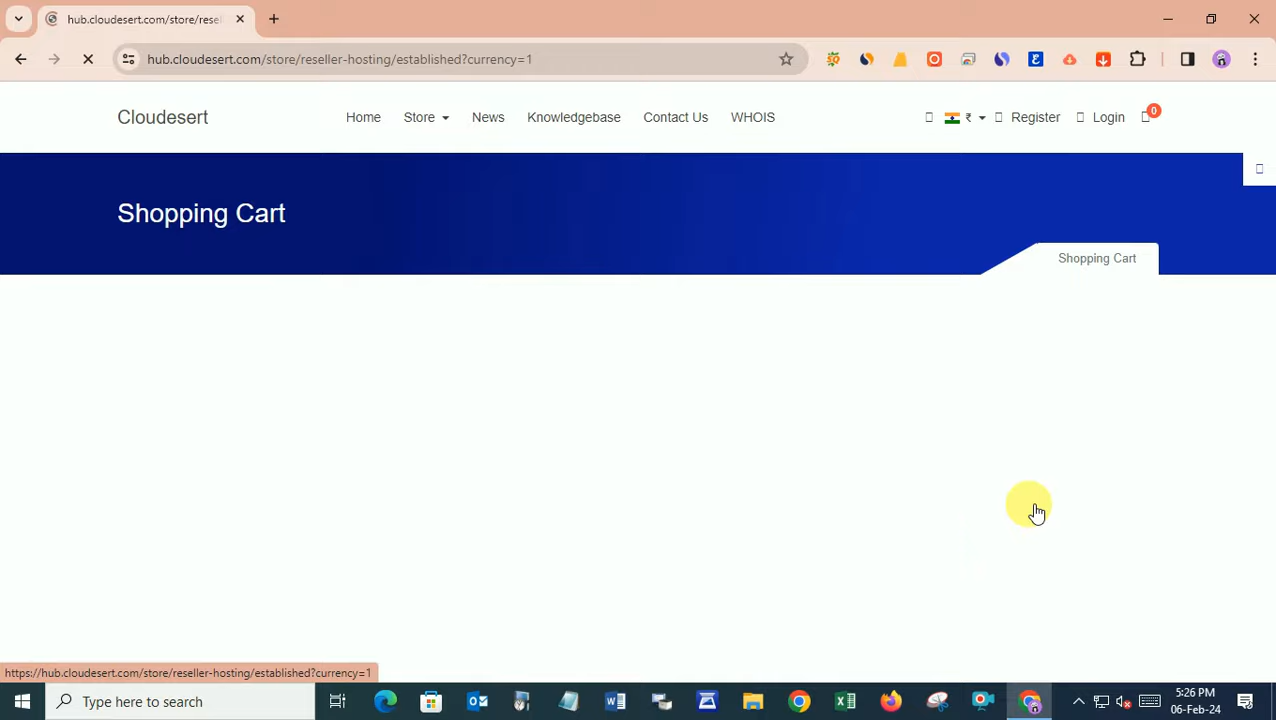 hub.cloudesert.com/store/resel
hub.cloudesert.com/store/reseller-hosting/established?currency=1
Cloudesert
Home
Store
News
Knowledgebase
Contact Us
WHOIS
₹
Register
Login
0
Shopping Cart
Shopping Cart
https://hub.cloudesert.com/store/reseller-hosting/established?currency=1
Type here to search
5:26 PM
06-Feb-24